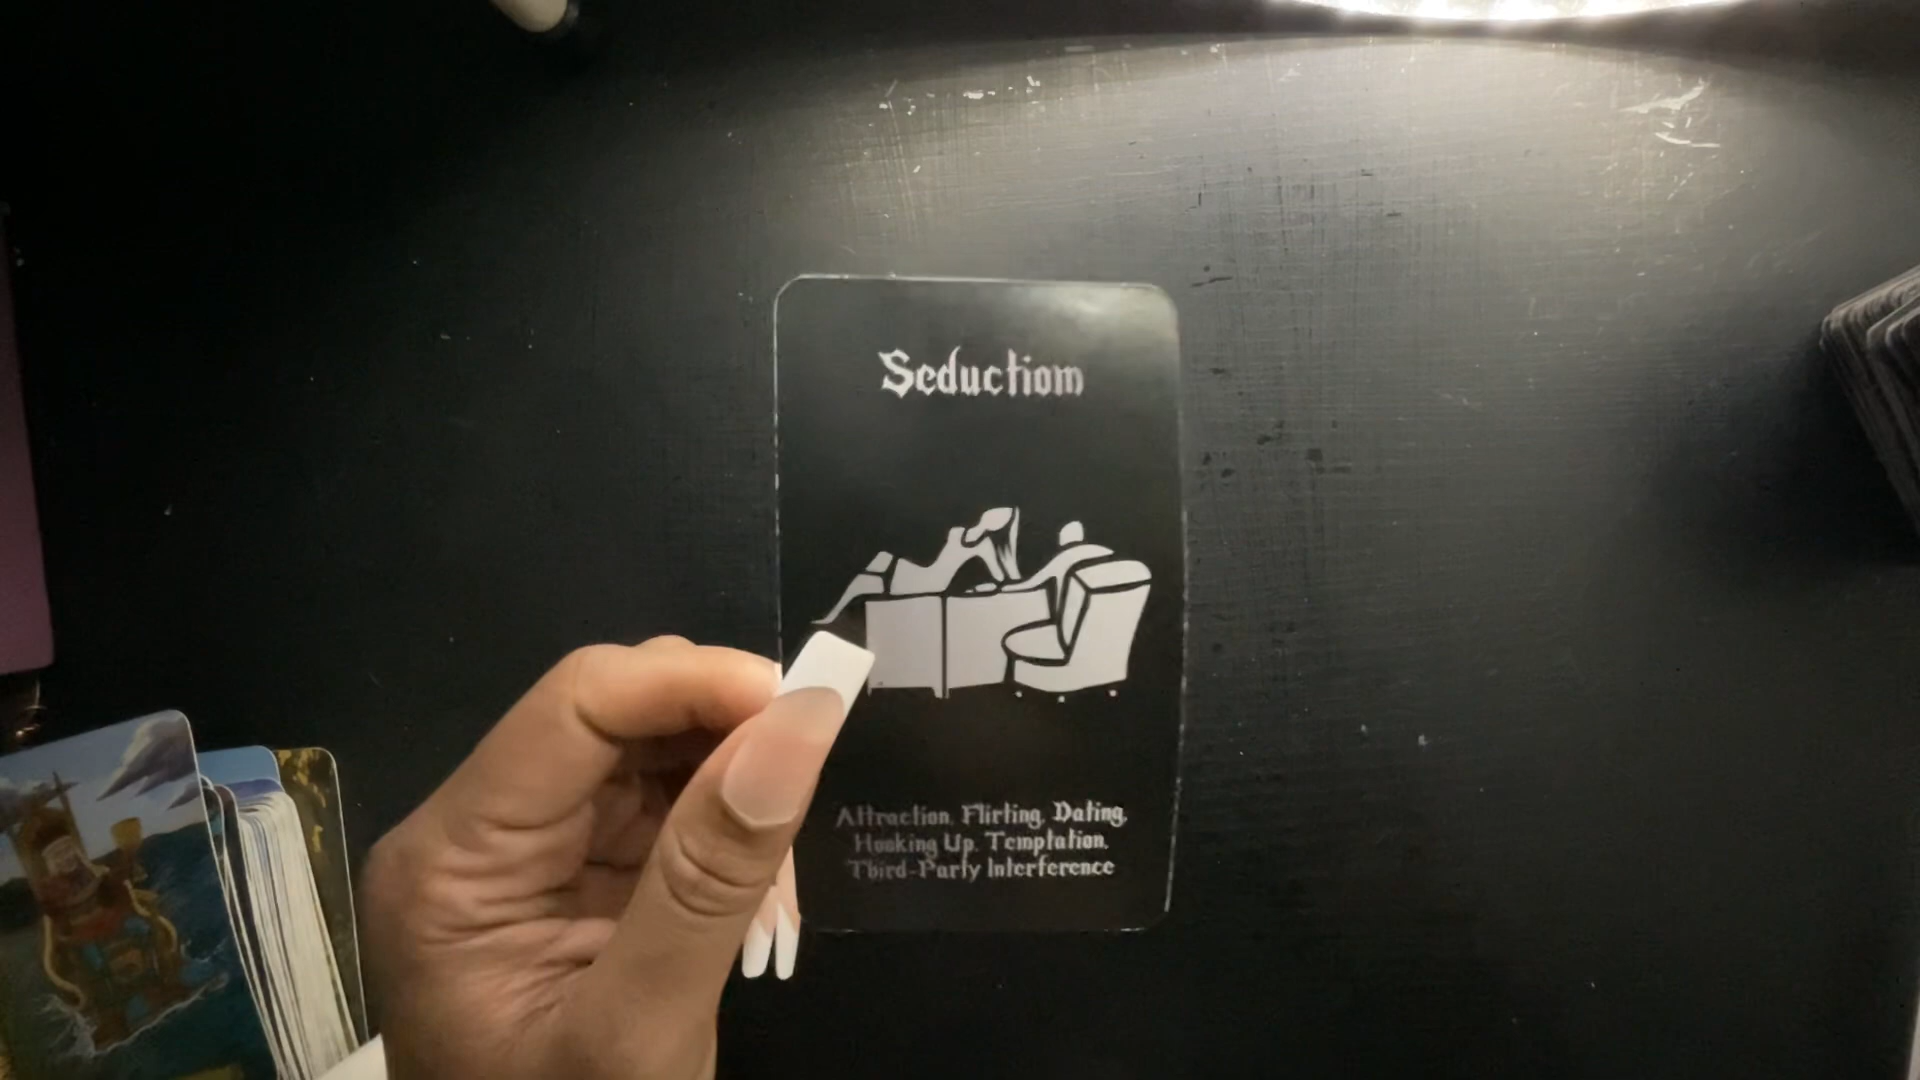 Seduction
Attraction, Flirting, Dating,
Hooking Up, Temptation,
Third-Party Interference